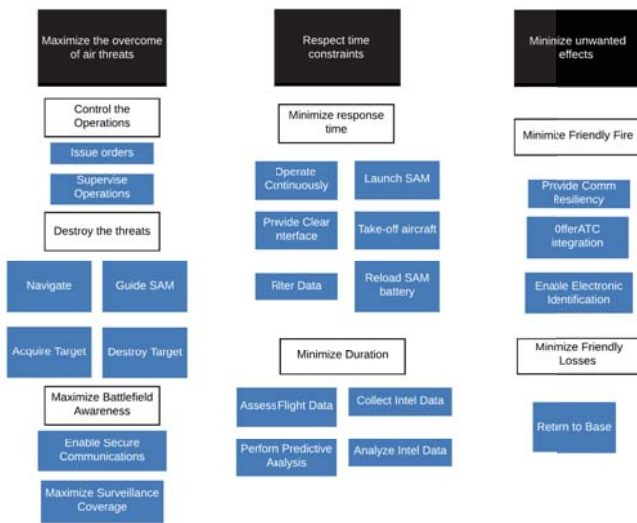 Maximize the overcome
of air threats
Control the
Operations
Issue orders
Supervise
Operations
Destroy the threats
Navigate
Guide SAM
Acquire Target
Destroy Target
Maximize Battlefield
Awareness
Enable Secure
Communications
Maximize Surveillance
Coverage
Respect time
constraints
Minimize response
time
Operate
Continuously
Launch SAM
Provide Clear
Interface
Take-off aircraft
Filter Data
Reload SAM
battery
Minimize Duration
Assess Flight Data
Collect Intel Data
Perform Predictive
Analysis
Analyze Intel Data
Minimize unwanted
effects
Minimize Friendly Fire
Provide Comm
Resiliency
Offer ATC
integration
Enable Electronic
Identification
Minimize Friendly
Losses
Return to Base